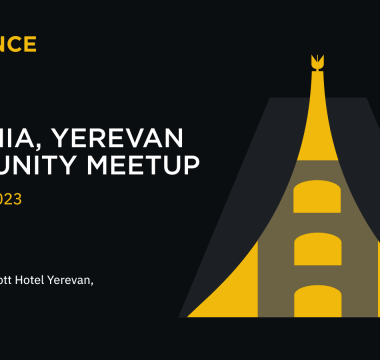 NCE
NIA, YEREVAN
UNITY MEETUP
023
ott Hotel Yerevan,